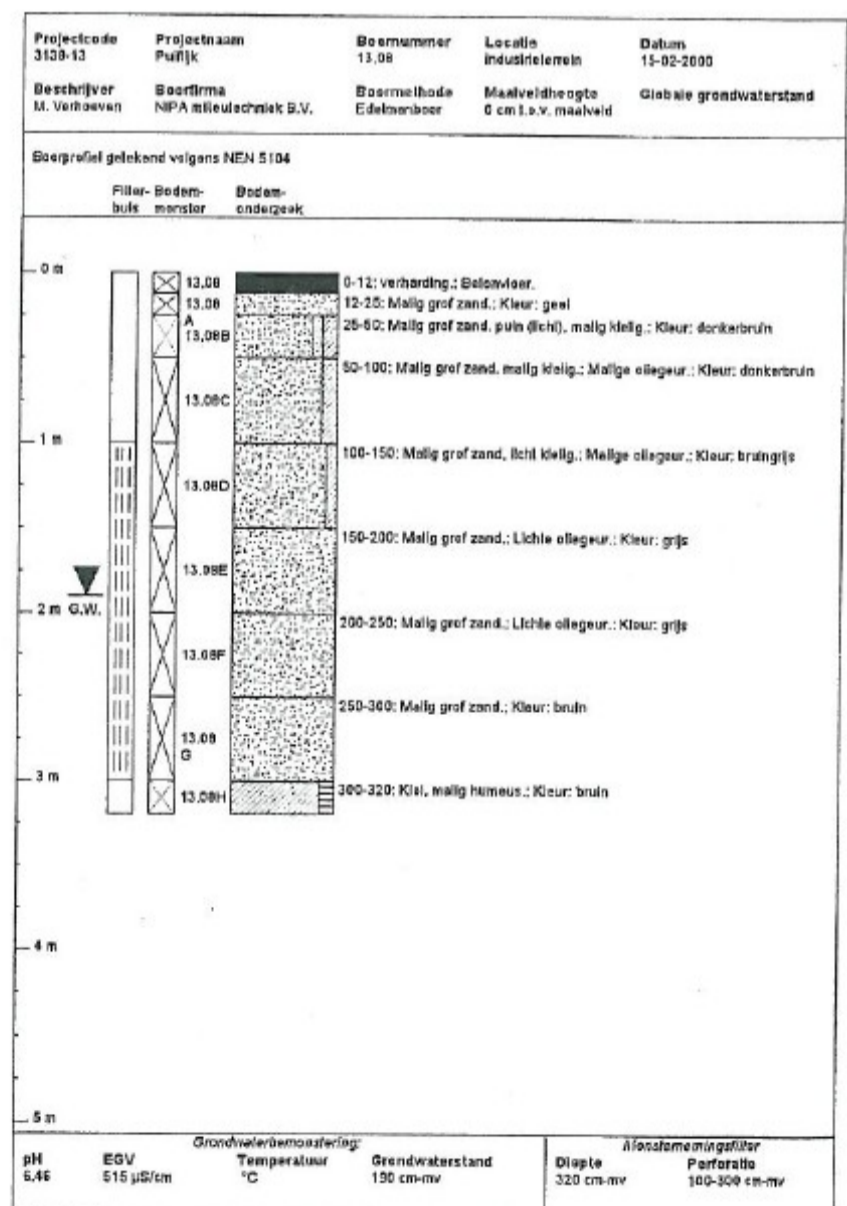 Projectcode Projectnaam Boornummer Locatie Datum
3138-13 Puiflijk 13,08 Industrieterrein 15-02-2000
Beschrijver Boorfirma Boormethode Maaiveldhoogte Globale grondwaterstand
M. Verhoeven NIPA milieutechniek B.V. Edelmanboor 0 cm t.o.v. maaiveld
Boorprofiel getekend volgens NEN 5104
Filter- Bodem- Bodem-
buis monster onderzoek
0 m 13.08 0-12: verharding.; Betonvloer.
13.08 12-25: Matig grof zand.; Kleur: geel
A
13.08B 25-50: Matig grof zand, puin (licht), matig kleiig.; Kleur: donkerbruin
13.08C 50-100: Matig grof zand, matig kleiig.; Matige oliegeur.; Kleur: donkerbruin
1 m
13.08D 100-150: Matig grof zand, licht kleiig.; Matige oliegeur.; Kleur: bruingrijs
13.08E 150-200: Matig grof zand.; Lichte oliegeur.; Kleur: grijs
2 m G.W.
13.08F 200-250: Matig grof zand.; Lichte oliegeur.; Kleur: grijs
13.08 250-300: Matig grof zand.; Kleur: bruin
G
3 m
13.08H 300-320: Klei, matig humeus.; Kleur: bruin
4 m
5 m
Grondwaterbemonstering: Monsternemingsfilter
pH EGV Temperatuur Grondwaterstand Diepte Perforatie
6,46 515 µS/cm °C 190 cm-mv 320 cm-mv 100-300 cm-mv